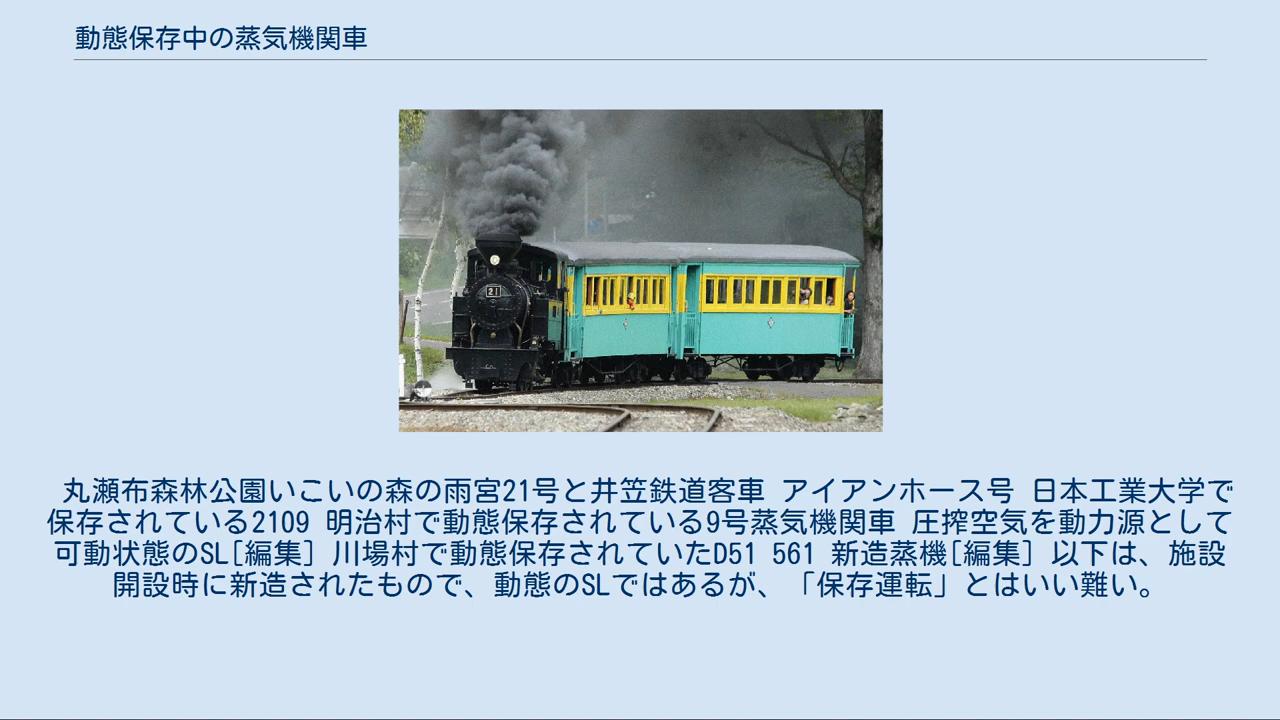 動態保存中の蒸気機関車
21
丸瀬布森林公園いこいの森の雨宮21号と井笠鉄道客車 アイアンホース号 日本工業大学で
保存されている2109 明治村で動態保存されている9号蒸気機関車 圧搾空気を動力源として
可動状態のSL[編集] 川場村で動態保存されていたD51 561 新造蒸機[編集] 以下は、施設
開設時に新造されたもので、動態のSLではあるが、「保存運転」とはいい難い。